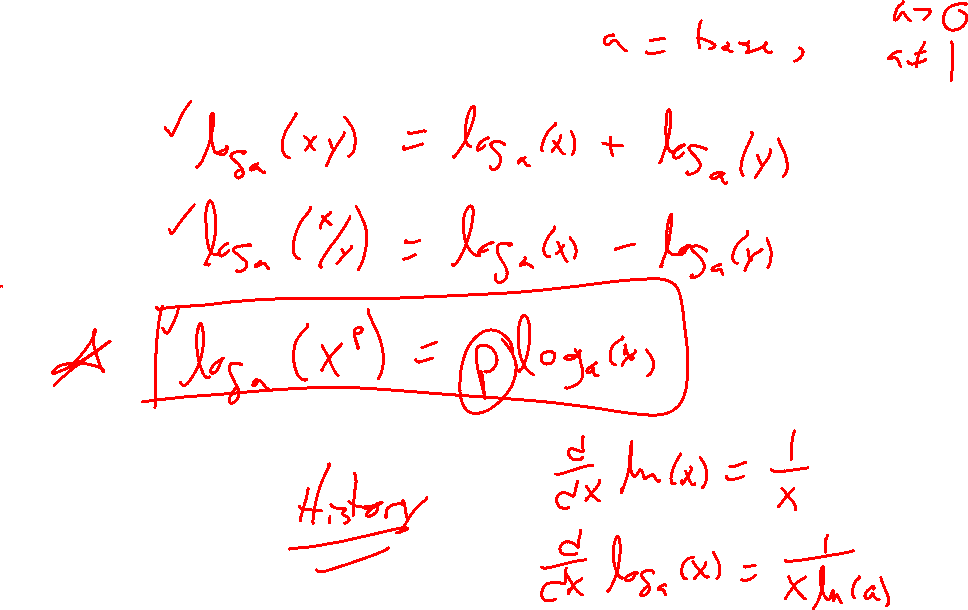 a = base, a > 0
a ≠ 1
✓ log_a (xy) = log_a (x) + log_a (y)
✓ log_a (x/y) = log_a (x) - log_a (y)
☆ ✓ log_a (x^p) = p log_a (x)
d/dx ln(x) = 1/x
History
d/dx log_a (x) = 1/(x ln(a))